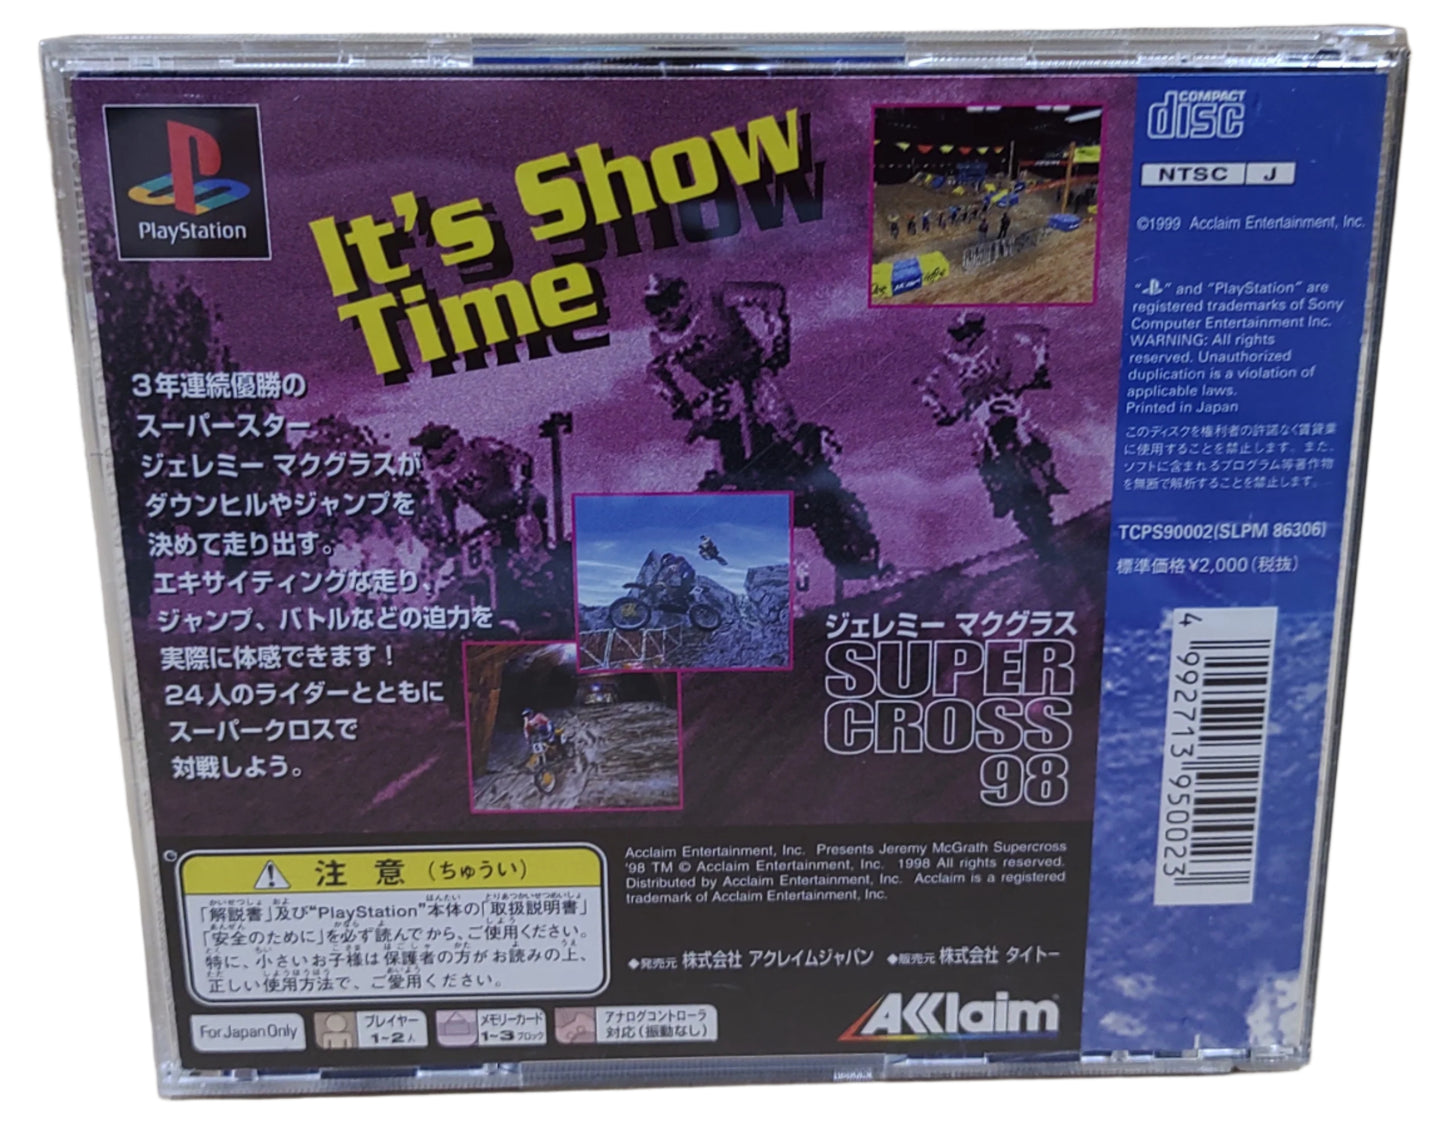 PlayStation
It's Show
Time
3年連続優勝の
スーパースター
ジェレミー マクグラスが
ダウンヒルやジャンプを
決めて走り出す。
エキサイティングな走り、
ジャンプ、バトルなどの迫力を
実際に体感できます!
24人のライダーとともに
スーパークロスで
対戦しよう。
ジェレミー マクグラス
SUPER
CROSS
98
COMPACT
disc
NTSC J
©1999 Acclaim Entertainment, Inc.
" " and "PlayStation" are
registered trademarks of Sony
Computer Entertainment Inc.
WARNING: All rights
reserved. Unauthorized
duplication is a violation of
applicable laws.
Printed in Japan
このディスクを権利者の許諾なく賃貸業
に使用することを禁止します。また、
ソフトに含まれるプログラム等著作物
を無断で解析することを禁止します。
TCPS90002(SLPM 86306)
標準価格¥2,000(税抜)
4 992713 950023
注意(ちゅうい)
「解説書」及び"PlayStation"本体の「取扱説明書」
「安全のために」を必ず読んでから、ご使用ください。
特に、小さいお子様は保護者の方がお読みの上、
正しい使用方法で、ご愛用ください。
Acclaim Entertainment, Inc. Presents Jeremy McGrath Supercross
'98 TM © Acclaim Entertainment, Inc. 1998 All rights reserved.
Distributed by Acclaim Entertainment, Inc. Acclaim is a registered
trademark of Acclaim Entertainment, Inc.
◆発売元 株式会社 アクレイムジャパン ◆販売元 株式会社 タイトー
AKKlaim
For Japan Only
プレイヤー
1~2人
メモリーカード
1~3ブロック
アナログコントローラ
対応(振動なし)